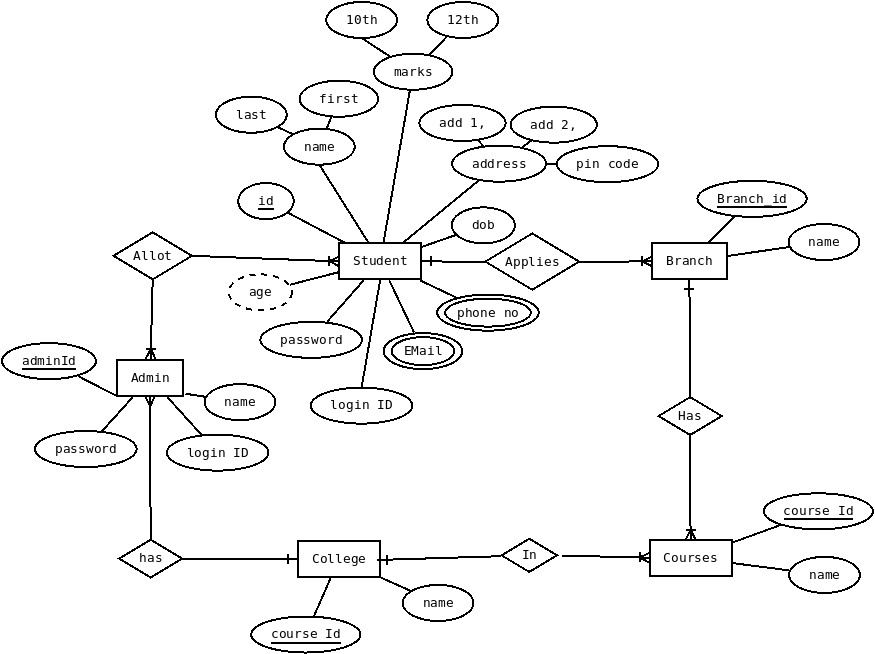 10th
12th
marks
first
last
add 1,
add 2,
name
address
pin code
id
Branch_id
dob
name
Allot
Student
Applies
Branch
age
phone no
password
EMail
adminId
Admin
name
login ID
Has
password
login ID
course Id
has
College
In
Courses
name
name
course Id